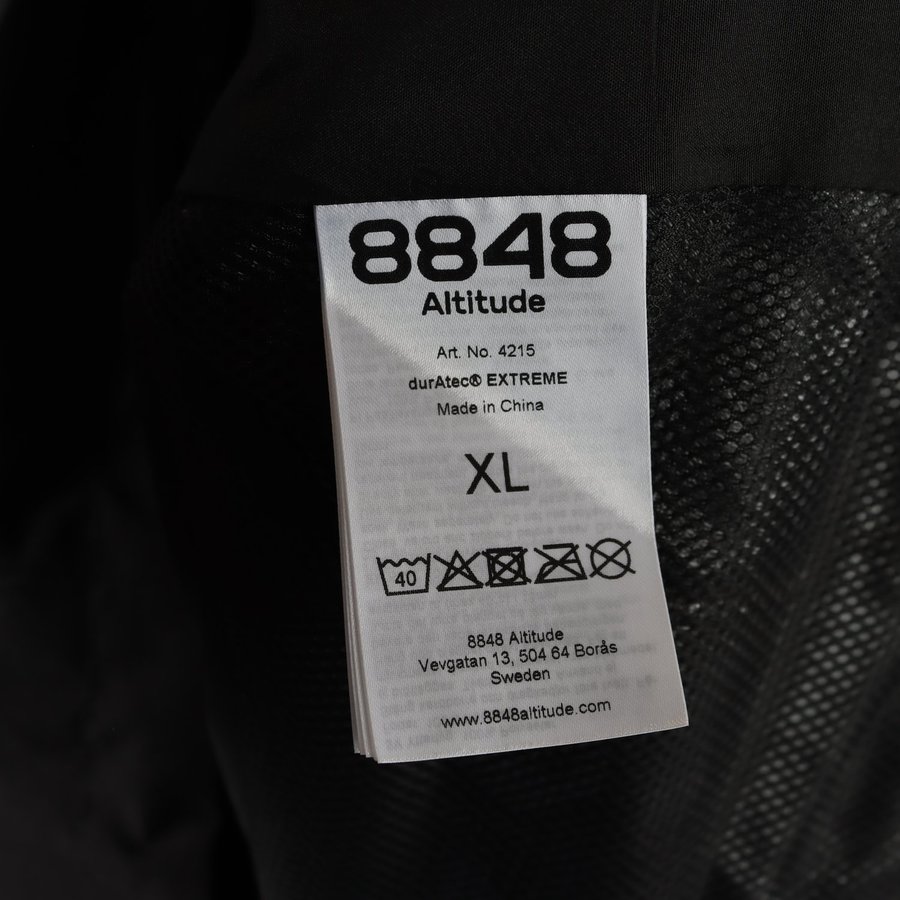 8848
Altitude
Art. No. 4215
durAtec® EXTREME
Made in China
XL
40
8848 Altitude
Vevgatan 13, 504 64 Borås
Sweden
www.8848altitude.com